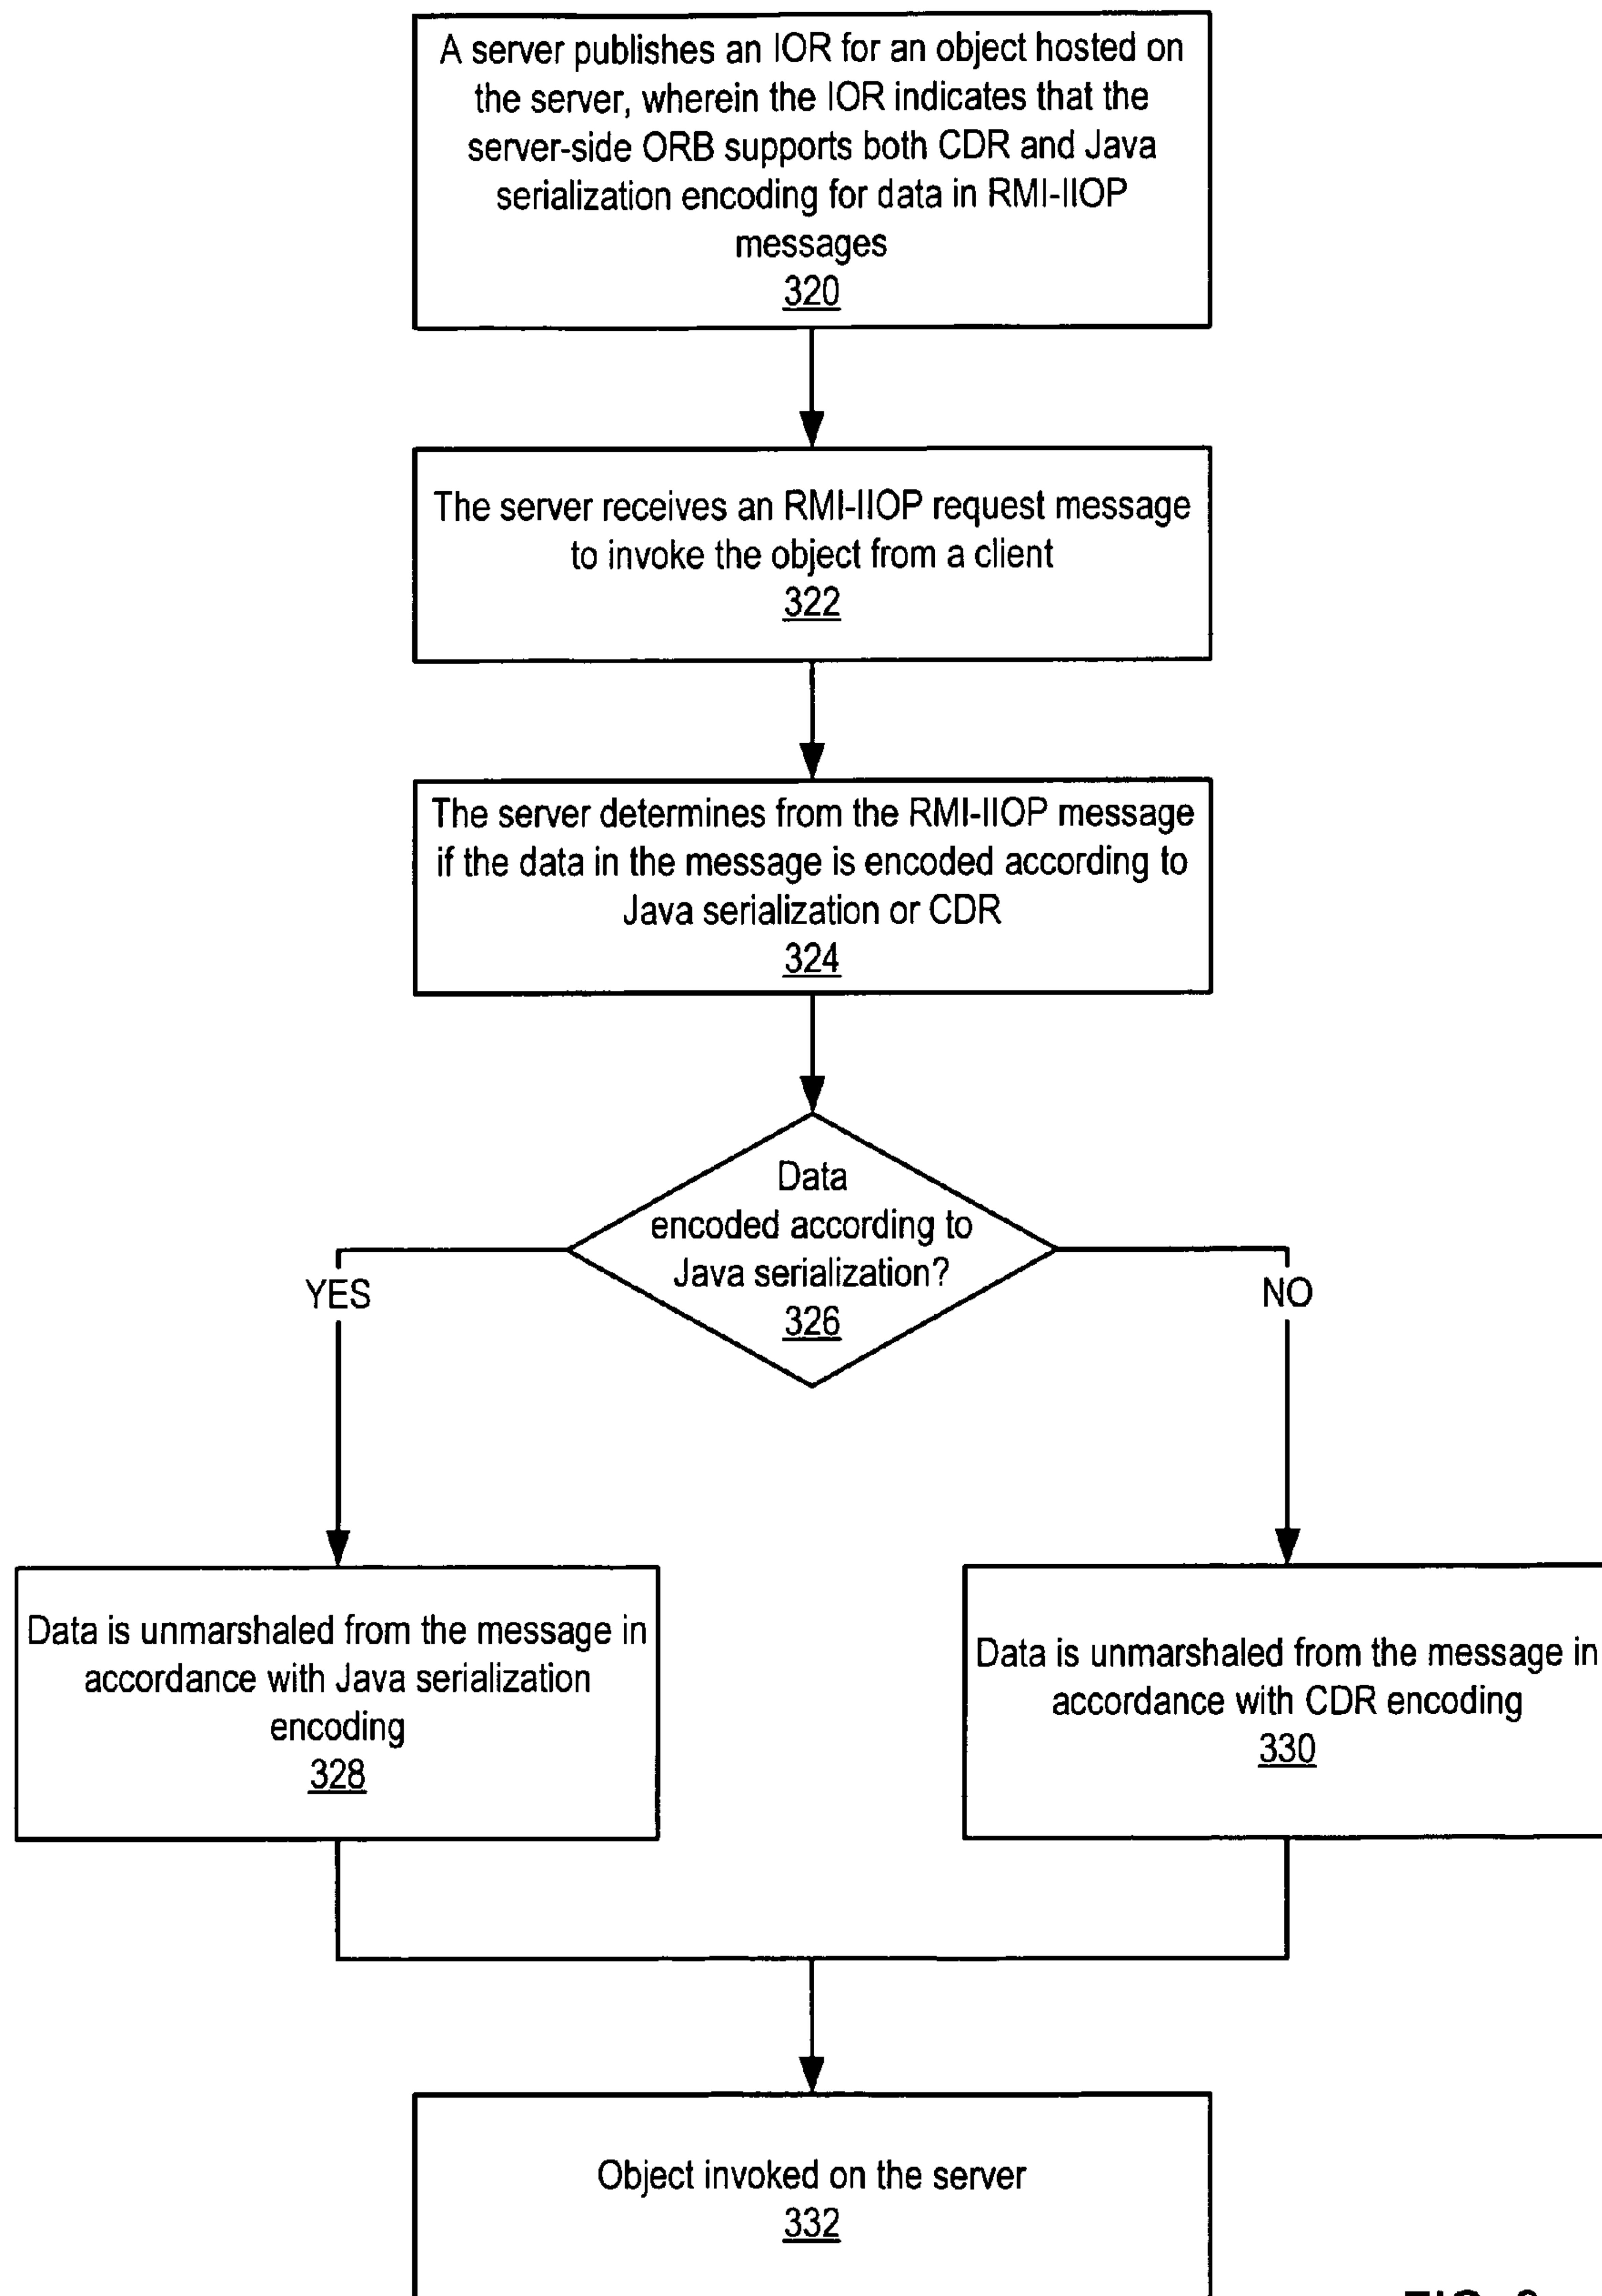 A server publishes an IOR for an object hosted on
the server, wherein the IOR indicates that the
server-side ORB supports both CDR and Java
serialization encoding for data in RMI-IIOP
messages
320
The server receives an RMI-IIOP request message
to invoke the object from a client
322
The server determines from the RMI-IIOP message
if the data in the message is encoded according to
Java serialization or CDR
324
Data
encoded according to
Java serialization?
326
YES
NO
Data is unmarshaled from the message in
accordance with Java serialization
encoding
328
Data is unmarshaled from the message in
accordance with CDR encoding
330
Object invoked on the server
332